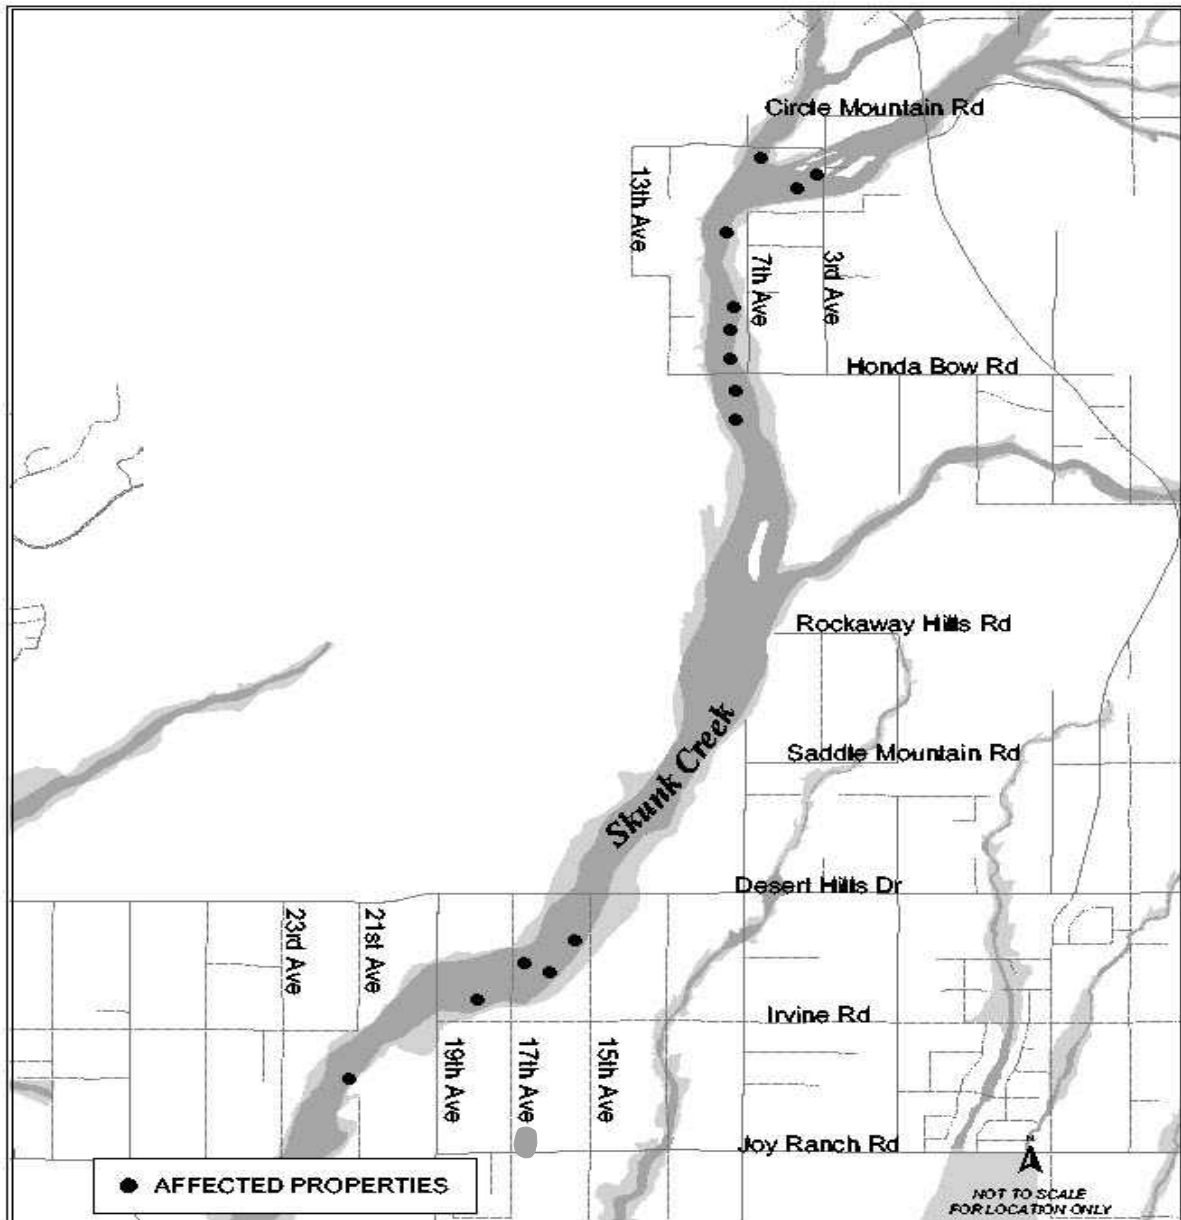 Circle Mountain Rd
13th Ave
7th Ave
3rd Ave
Honda Bow Rd
Rockaway Hills Rd
Skunk Creek
Saddle Mountain Rd
Desert Hills Dr
23rd Ave
21st Ave
Irvine Rd
19th Ave
17th Ave
15th Ave
Joy Ranch Rd
N
AFFECTED PROPERTIES
NOT TO SCALE
FOR LOCATION ONLY